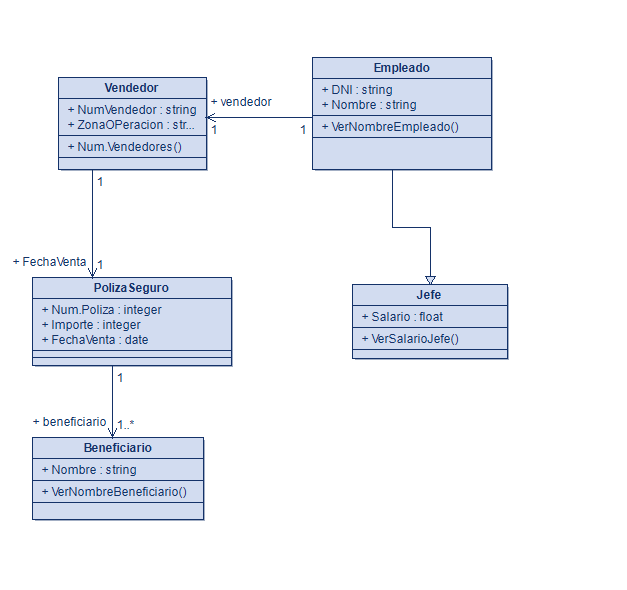 Vendedor
+ NumVendedor : string
+ ZonaOPeracion : str...
+ Num.Vendedores()
+ vendedor
1
1
Empleado
+ DNI : string
+ Nombre : string
+ VerNombreEmpleado()
1
+ FechaVenta
1
PolizaSeguro
+ Num.Poliza : integer
+ Importe : integer
+ FechaVenta : date
Jefe
+ Salario : float
+ VerSalarioJefe()
1
+ beneficiario
1..*
Beneficiario
+ Nombre : string
+ VerNombreBeneficiario()